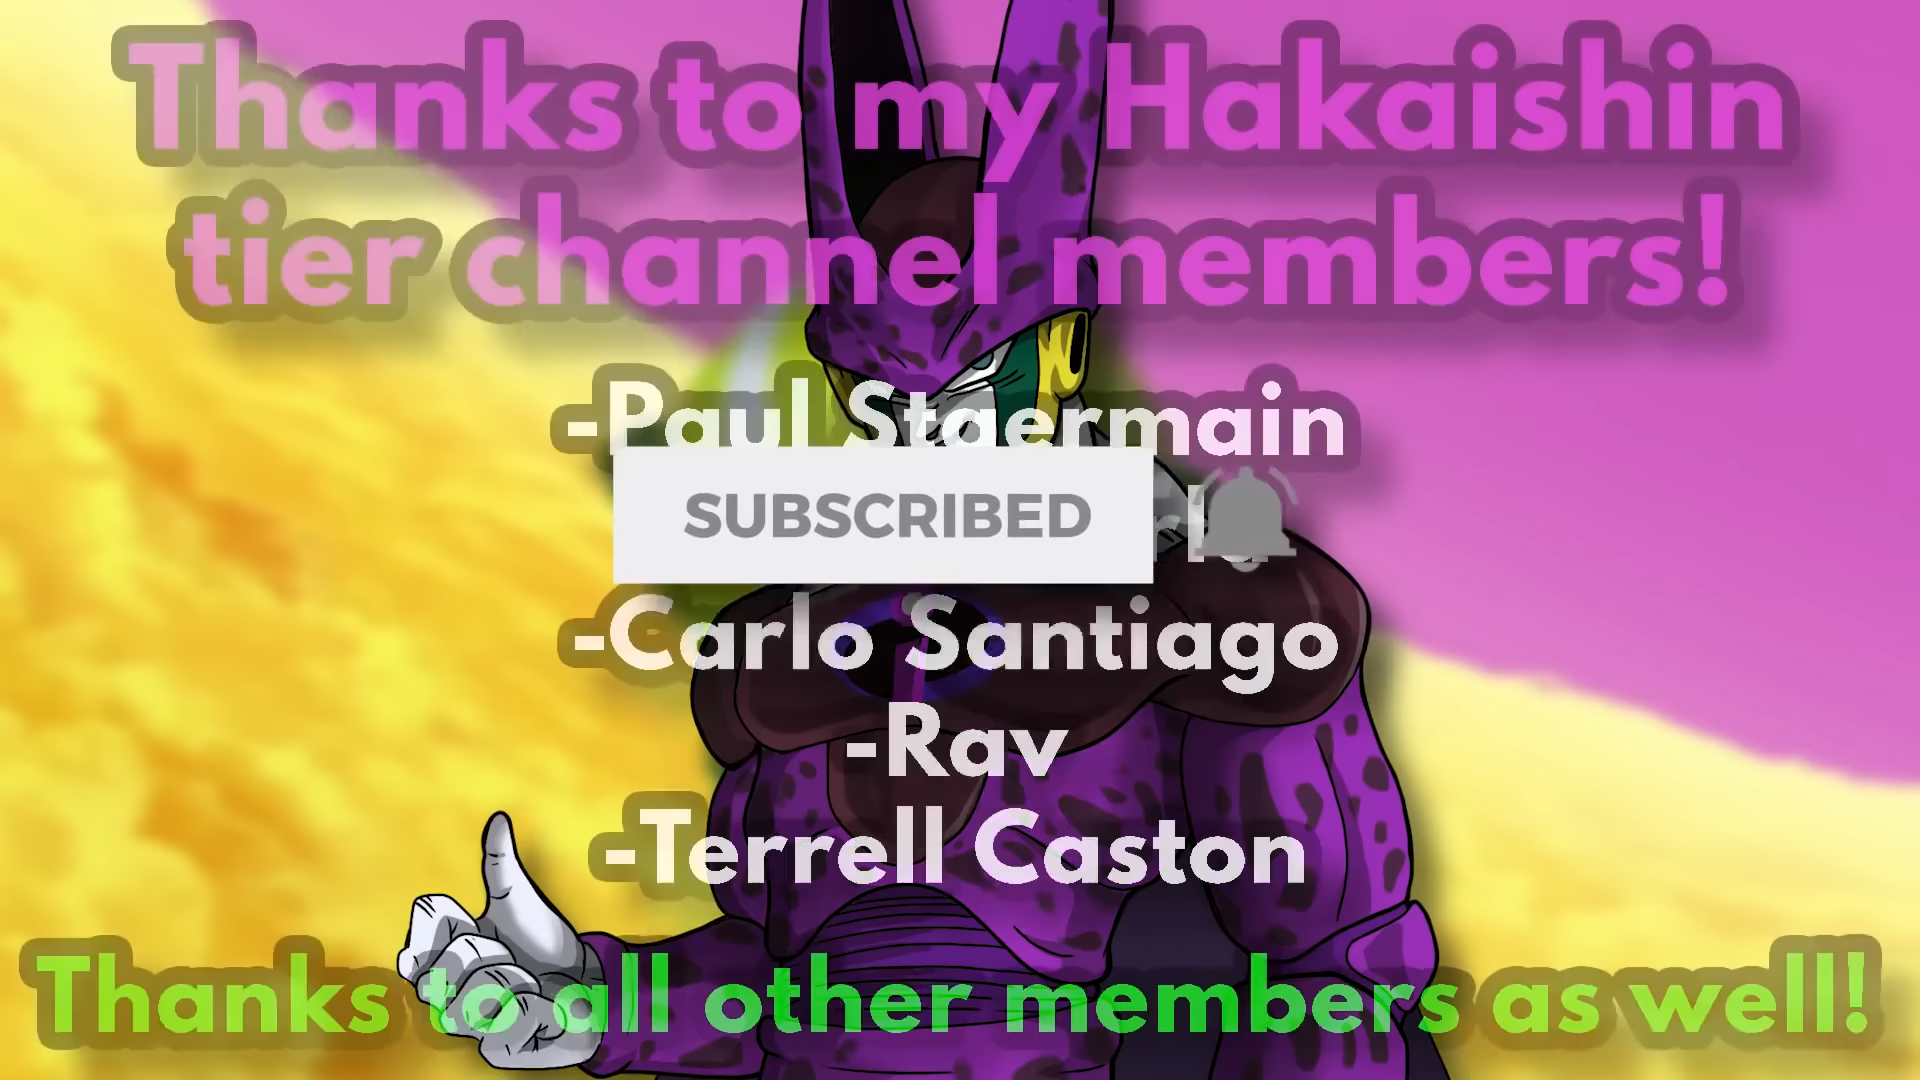 Thanks to my Hakaishin
tier channel members!
-Paul Staermain
SUBSCRIBED
-Carlo Santiago
-Rav
-Terrell Caston
Thanks to all other members as well!